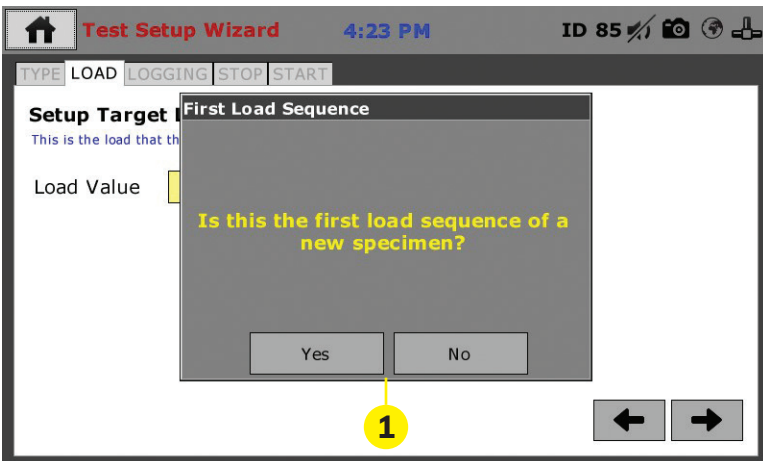 Test Setup Wizard 4:23 PM ID 85
TYPE LOAD LOGGING STOP START
Setup Target
This is the load that th
Load Value
First Load Sequence
Is this the first load sequence of a
new specimen?
Yes No
1